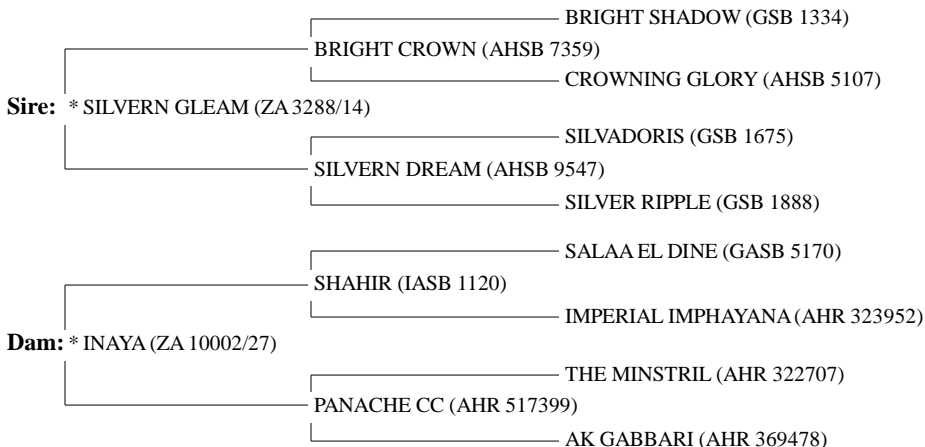 BRIGHT SHADOW (GSB 1334)
BRIGHT CROWN (AHSB 7359)
CROWNING GLORY (AHSB 5107)
Sire: * SILVERN GLEAM (ZA 3288/14)
SILVADORIS (GSB 1675)
SILVERN DREAM (AHSB 9547)
SILVER RIPPLE (GSB 1888)
SALAA EL DINE (GASB 5170)
SHAHIR (IASB 1120)
IMPERIAL IMPHAYANA (AHR 323952)
Dam: * INAYA (ZA 10002/27)
THE MINSTRIL (AHR 322707)
PANACHE CC (AHR 517399)
AK GABBARI (AHR 369478)